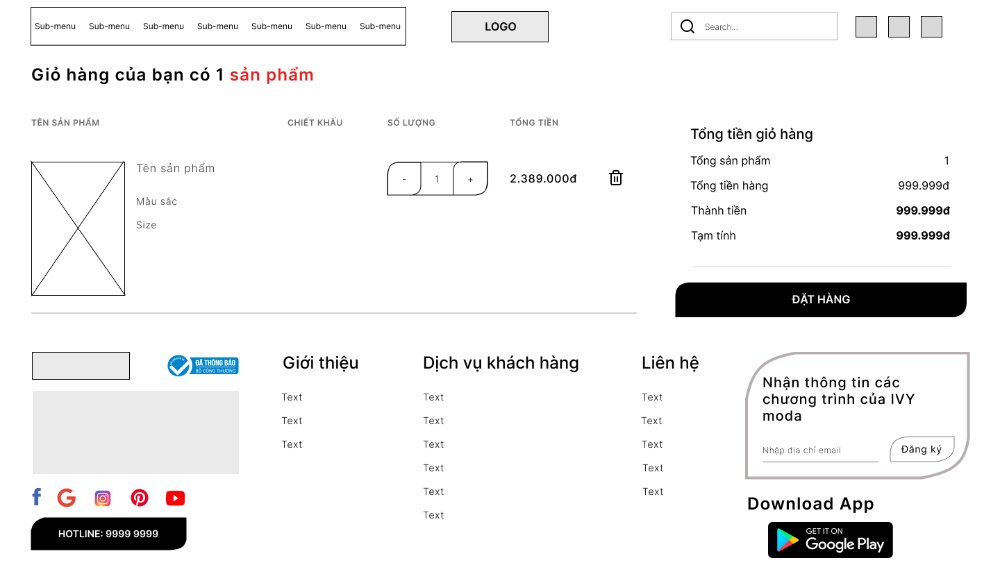 Sub-menu Sub-menu Sub-menu Sub-menu Sub-menu Sub-menu Sub-menu
LOGO
Search...
Giỏ hàng của bạn có 1 sản phẩm
TÊN SẢN PHẨM CHIẾT KHẤU SỐ LƯỢNG TỔNG TIỀN
Tên sản phẩm
Màu sắc
Size
- 1 +
2.389.000đ
Tổng tiền giỏ hàng
Tổng sản phẩm 1
Tổng tiền hàng 999.999đ
Thành tiền 999.999đ
Tạm tính 999.999đ
ĐẶT HÀNG
ĐÃ THÔNG BÁO
BỘ CÔNG THƯƠNG
HOTLINE: 9999 9999
Giới thiệu
Text
Text
Text
Dịch vụ khách hàng
Text
Text
Text
Text
Text
Text
Liên hệ
Text
Text
Text
Text
Text
Nhận thông tin các
chương trình của IVY
moda
Nhập địa chỉ email
Đăng ký
Download App
GET IT ON
Google Play